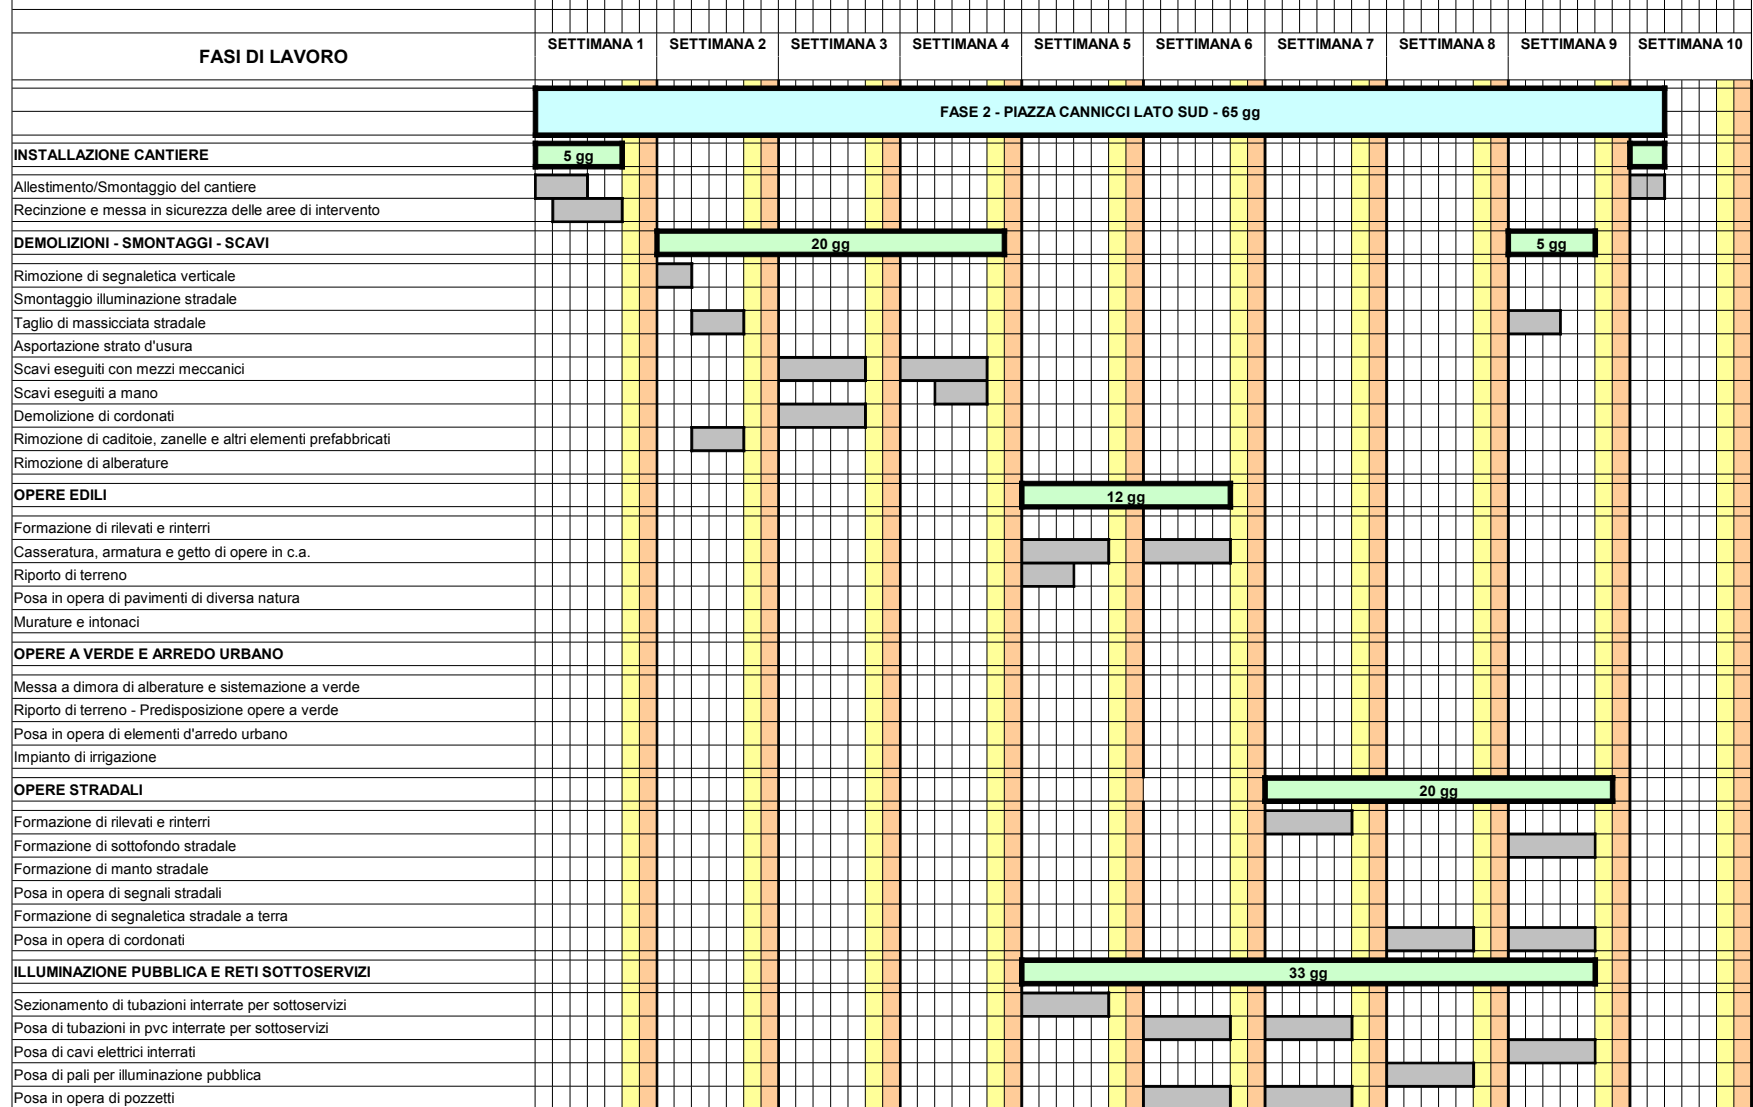 FASI DI LAVORO
SETTIMANA 1 SETTIMANA 2 SETTIMANA 3 SETTIMANA 4 SETTIMANA 5 SETTIMANA 6 SETTIMANA 7 SETTIMANA 8 SETTIMANA 9 SETTIMANA 10
FASE 2 - PIAZZA CANNICCI LATO SUD - 65 gg
INSTALLAZIONE CANTIERE 5 gg
Allestimento/Smontaggio del cantiere
Recinzione e messa in sicurezza delle aree di intervento
DEMOLIZIONI - SMONTAGGI - SCAVI 20 gg 5 gg
Rimozione di segnaletica verticale
Smontaggio illuminazione stradale
Taglio di massicciata stradale
Asportazione strato d'usura
Scavi eseguiti con mezzi meccanici
Scavi eseguiti a mano
Demolizione di cordonati
Rimozione di caditoie, zanelle e altri elementi prefabbricati
Rimozione di alberature
OPERE EDILI 12 gg
Formazione di rilevati e rinterri
Casseratura, armatura e getto di opere in c.a.
Riporto di terreno
Posa in opera di pavimenti di diversa natura
Murature e intonaci
OPERE A VERDE E ARREDO URBANO
Messa a dimora di alberature e sistemazione a verde
Riporto di terreno - Predisposizione opere a verde
Posa in opera di elementi d'arredo urbano
Impianto di irrigazione
OPERE STRADALI 20 gg
Formazione di rilevati e rinterri
Formazione di sottofondo stradale
Formazione di manto stradale
Posa in opera di segnali stradali
Formazione di segnaletica stradale a terra
Posa in opera di cordonati
ILLUMINAZIONE PUBBLICA E RETI SOTTOSERVIZI 33 gg
Sezionamento di tubazioni interrate per sottoservizi
Posa di tubazioni in pvc interrate per sottoservizi
Posa di cavi elettrici interrati
Posa di pali per illuminazione pubblica
Posa in opera di pozzetti